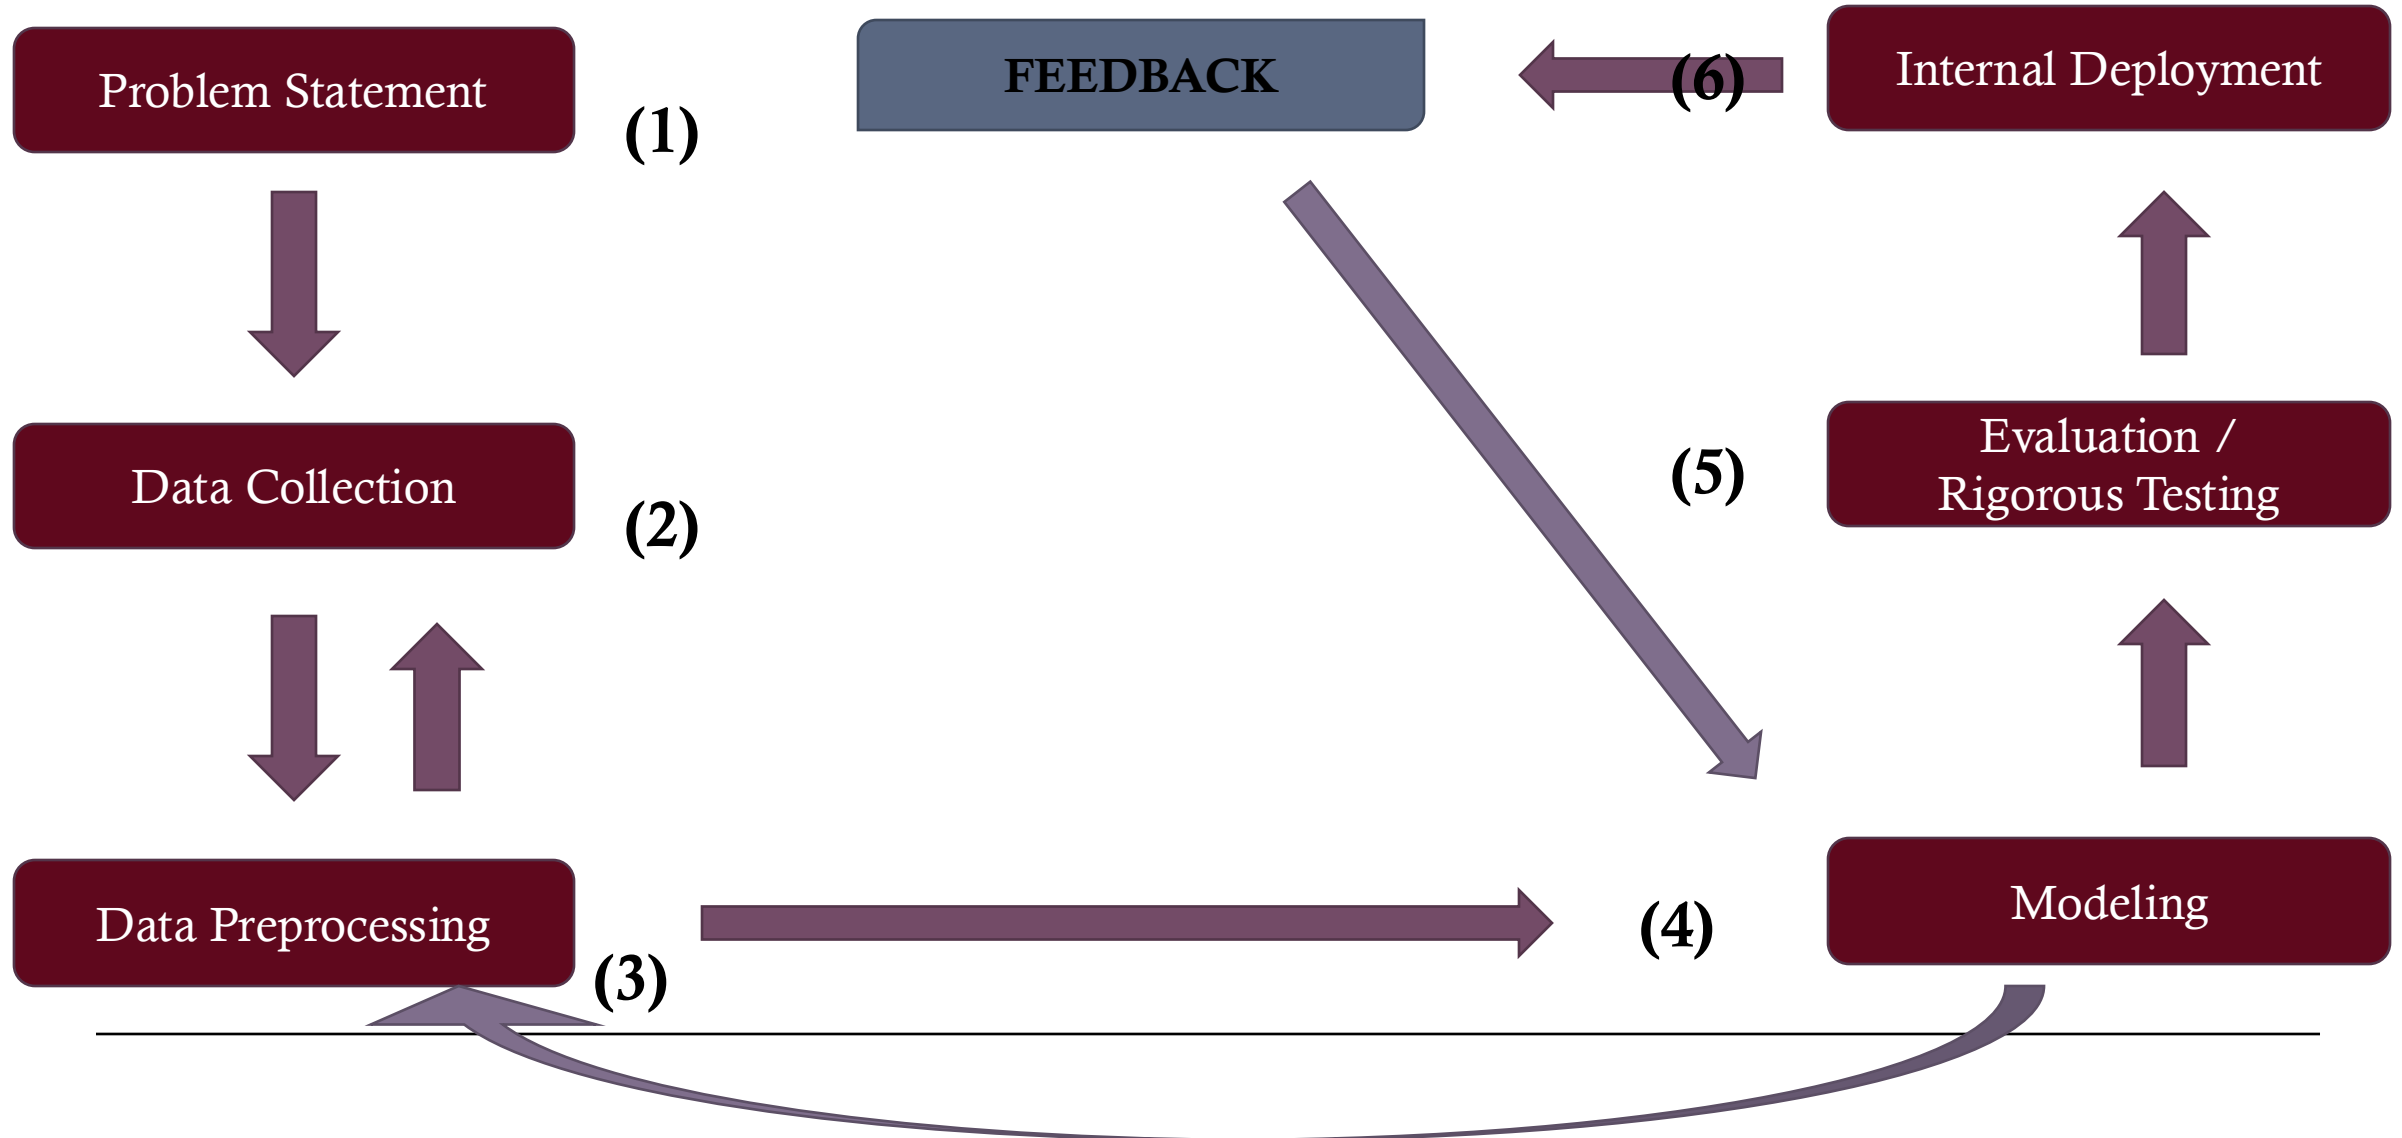 Problem Statement
(1)
FEEDBACK
(6)
Internal Deployment
Data Collection
(2)
(5)
Evaluation /
Rigorous Testing
Data Preprocessing
(3)
(4)
Modeling